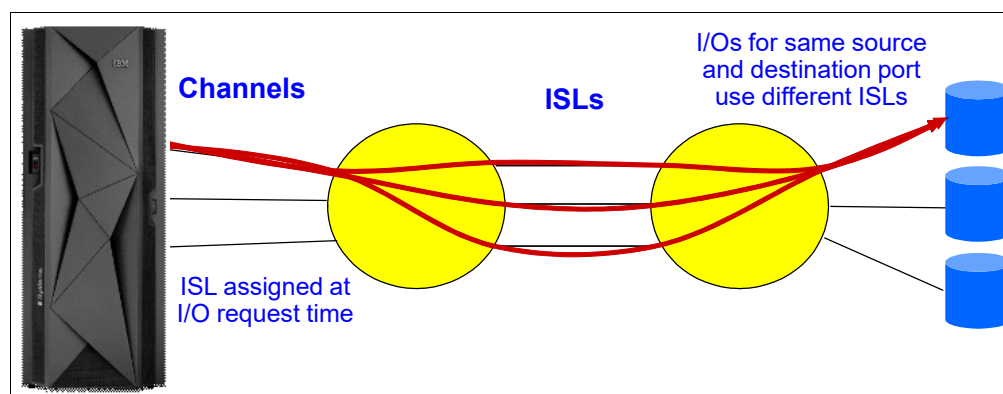 I/Os for same source
and destination port
use different ISLs
Channels
ISLs
IBM
ISL assigned at
I/O request time